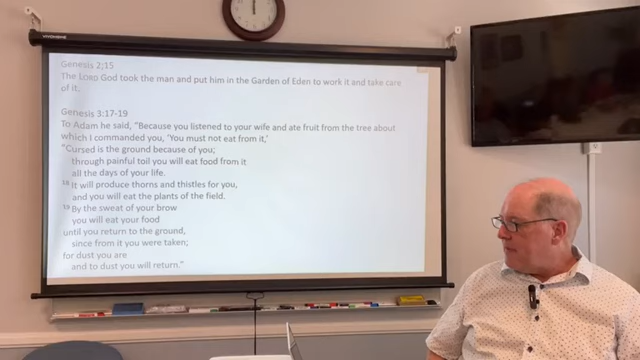 VIVOHOME
Genesis 2;15
The LORD God took the man and put him in the Garden of Eden to work it and take care
of it.
Genesis 3:17-19
To Adam he said, “Because you listened to your wife and ate fruit from the tree about
which I commanded you, ‘You must not eat from it,’
“Cursed is the ground because of you;
through painful toil you will eat food from it
all the days of your life.
18 It will produce thorns and thistles for you,
and you will eat the plants of the field.
19 By the sweat of your brow
you will eat your food
until you return to the ground,
since from it you were taken;
for dust you are
and to dust you will return.”